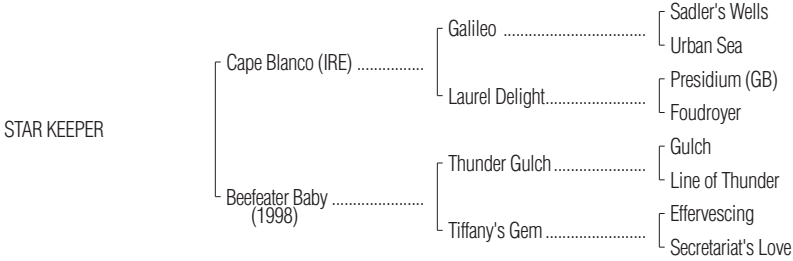 STAR KEEPER
Cape Blanco (IRE) ................
Beefeater Baby ......................
(1998)
Galileo ..................................
Laurel Delight........................
Thunder Gulch ......................
Tiffany's Gem ........................
Sadler's Wells
Urban Sea
Presidium (GB)
Foudroyer
Gulch
Line of Thunder
Effervescing
Secretariat's Love